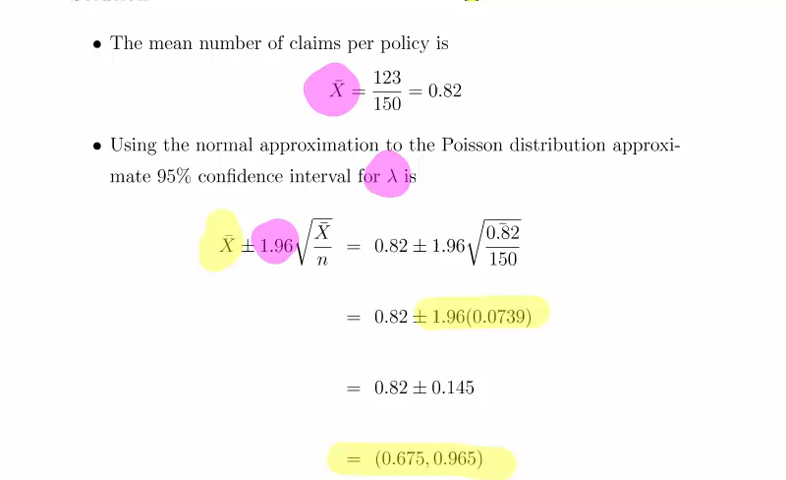 • The mean number of claims per policy is
X̄ = 123/150 = 0.82
• Using the normal approximation to the Poisson distribution approxi-
mate 95% confidence interval for λ is
X̄ ± 1.96√(X̄/n) = 0.82 ± 1.96√(0.8̄2/150)
= 0.82 ± 1.96(0.0739)
= 0.82 ± 0.145
= (0.675, 0.965)